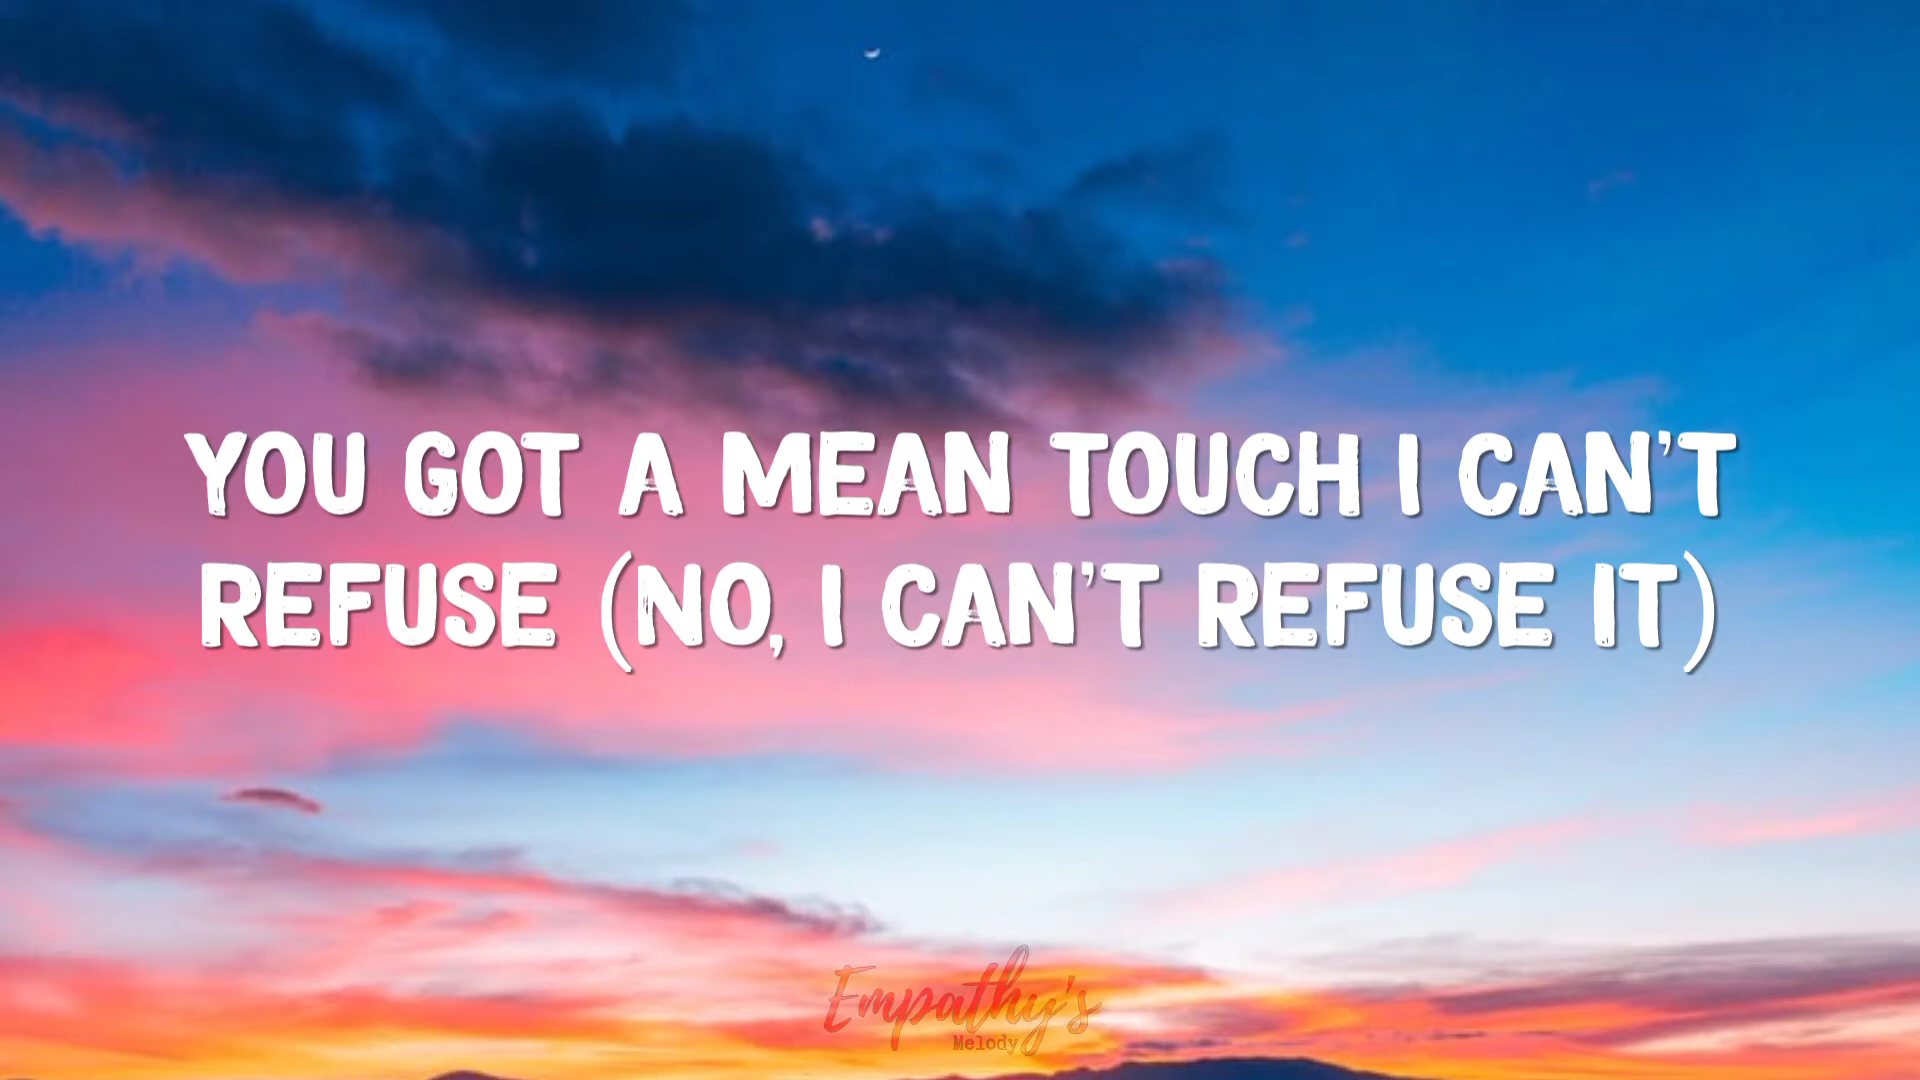 YOU GOT A MEAN TOUCH I CAN'T
REFUSE (NO, I CAN'T REFUSE IT)
Empathy's
Melody